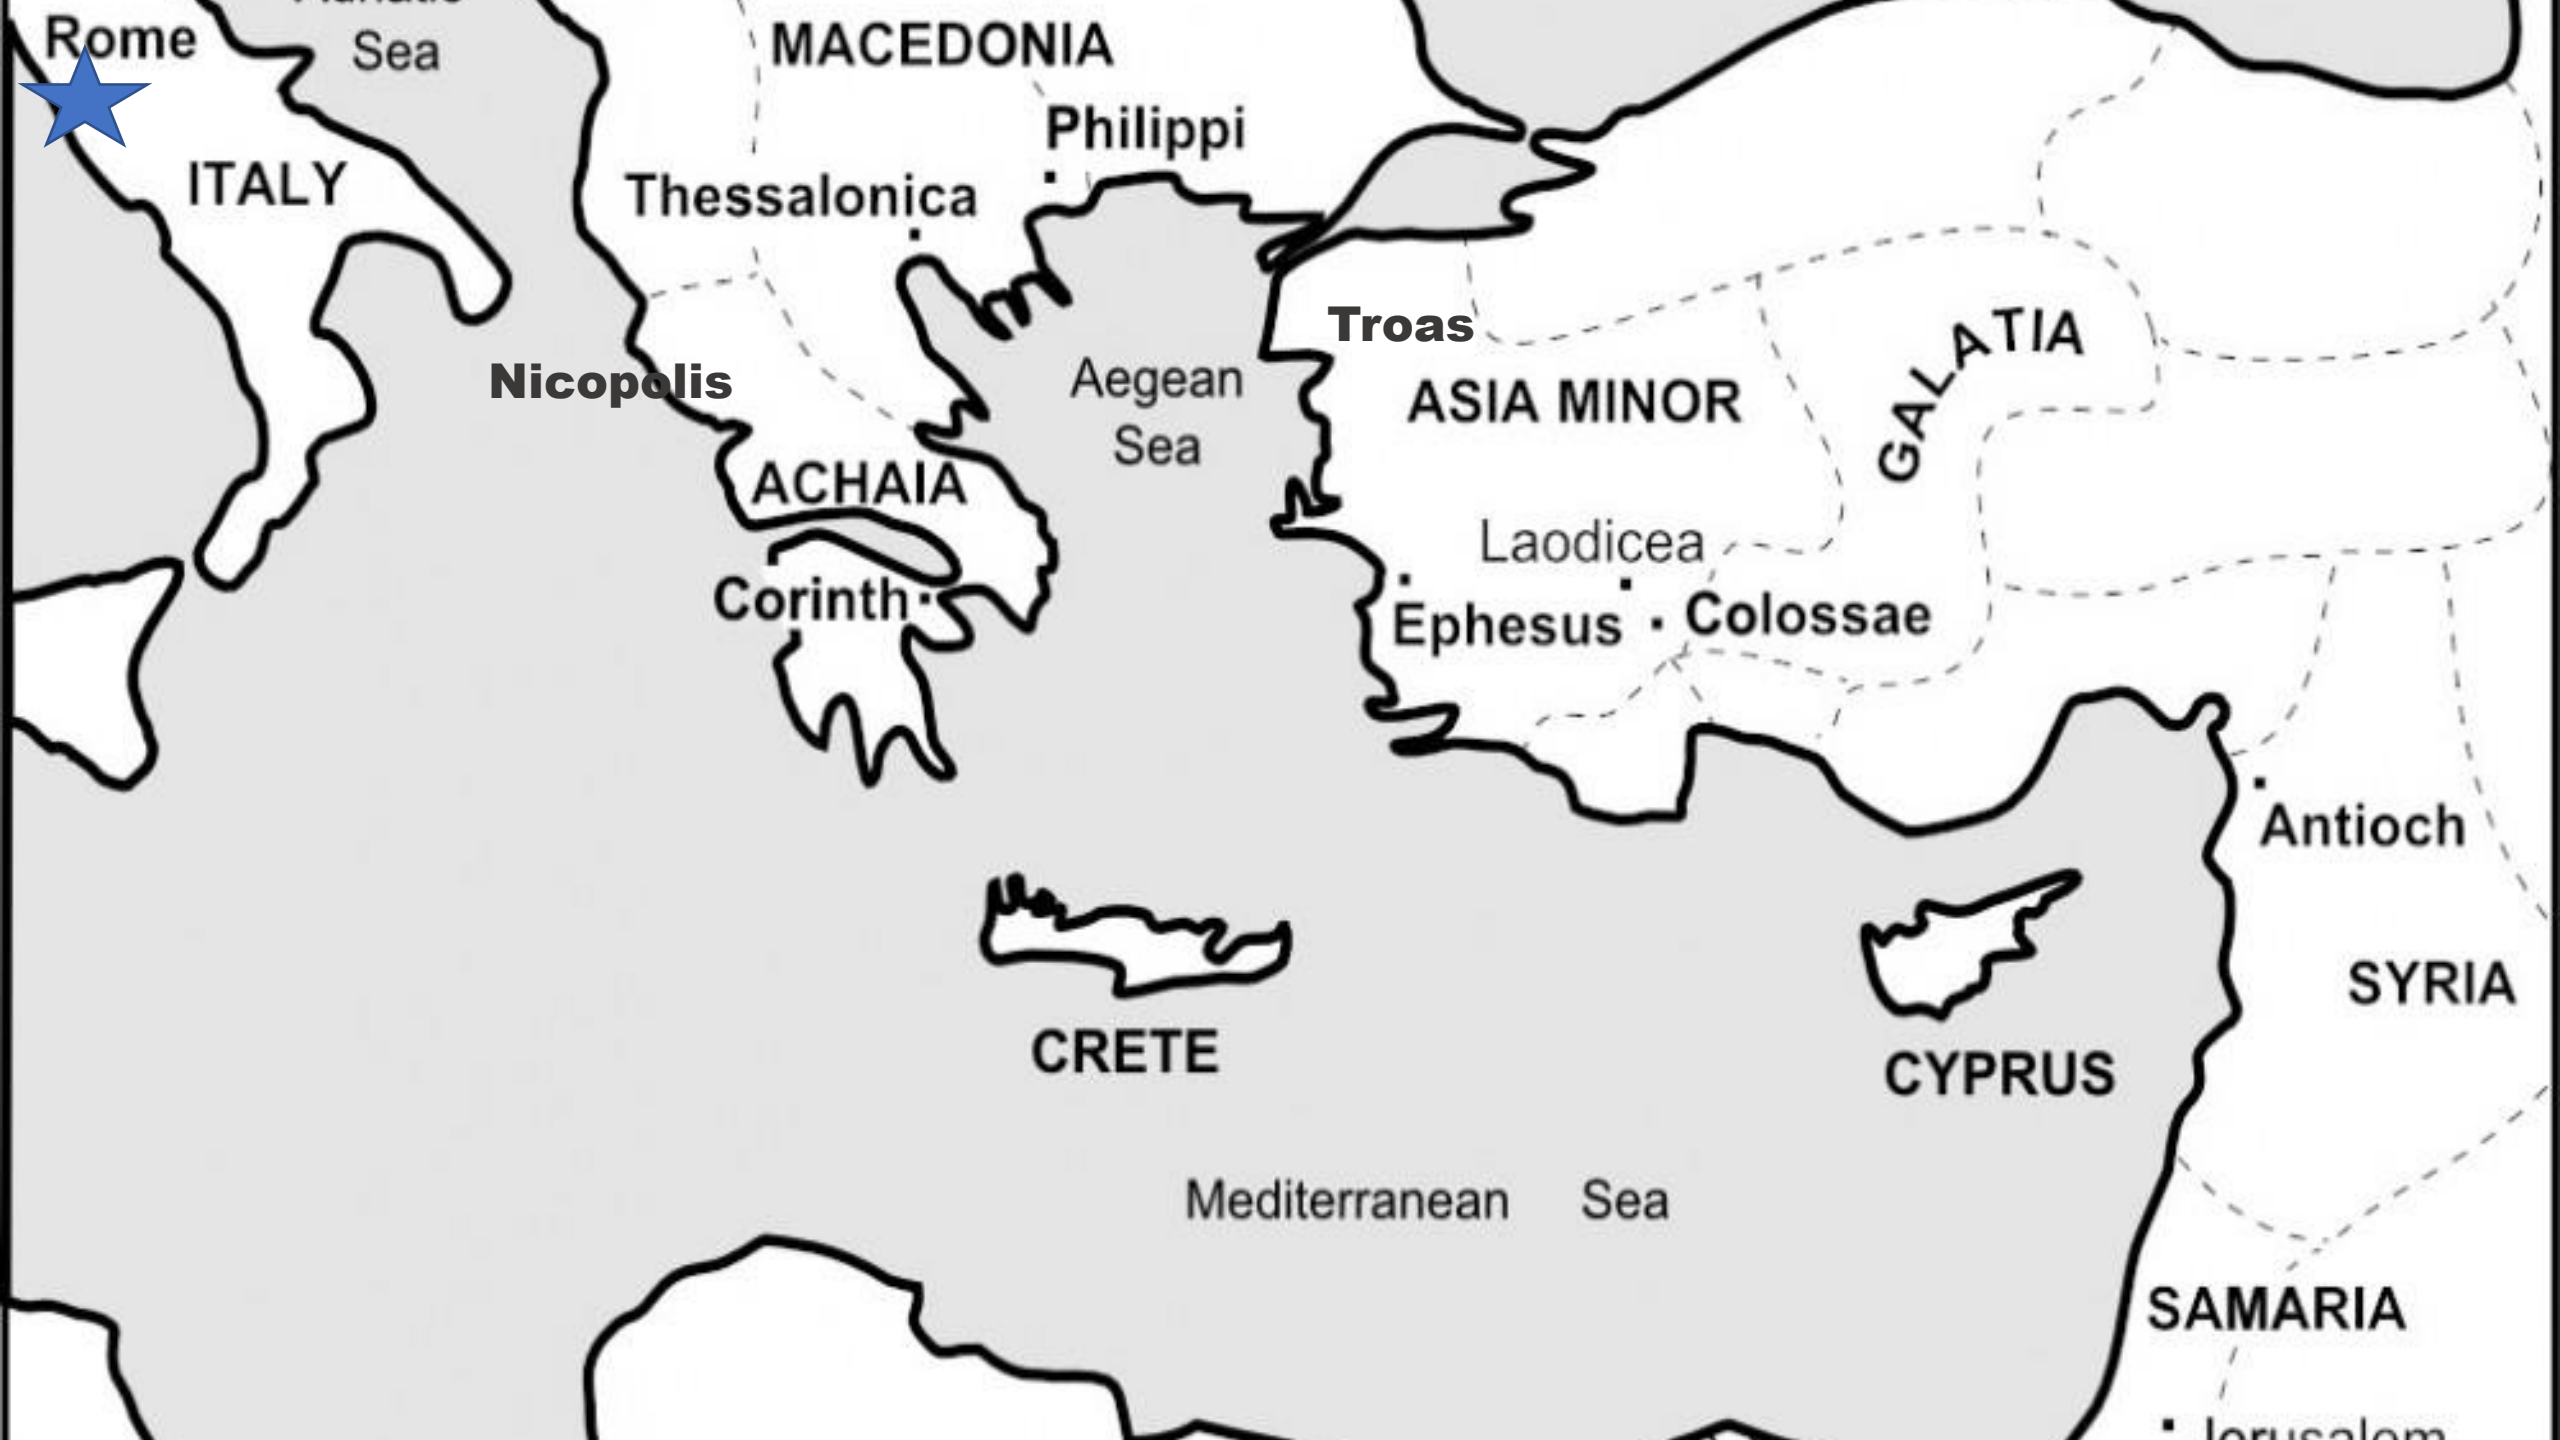 Rome
Sea
MACEDONIA
Philippi
ITALY
Thessalonica
Troas
Nicopolis
Aegean
Sea
ASIA MINOR
GALATIA
ACHAIA
Laodicea
Corinth
Ephesus
Colossae
Antioch
SYRIA
CRETE
CYPRUS
Mediterranean Sea
SAMARIA
Jerusalem